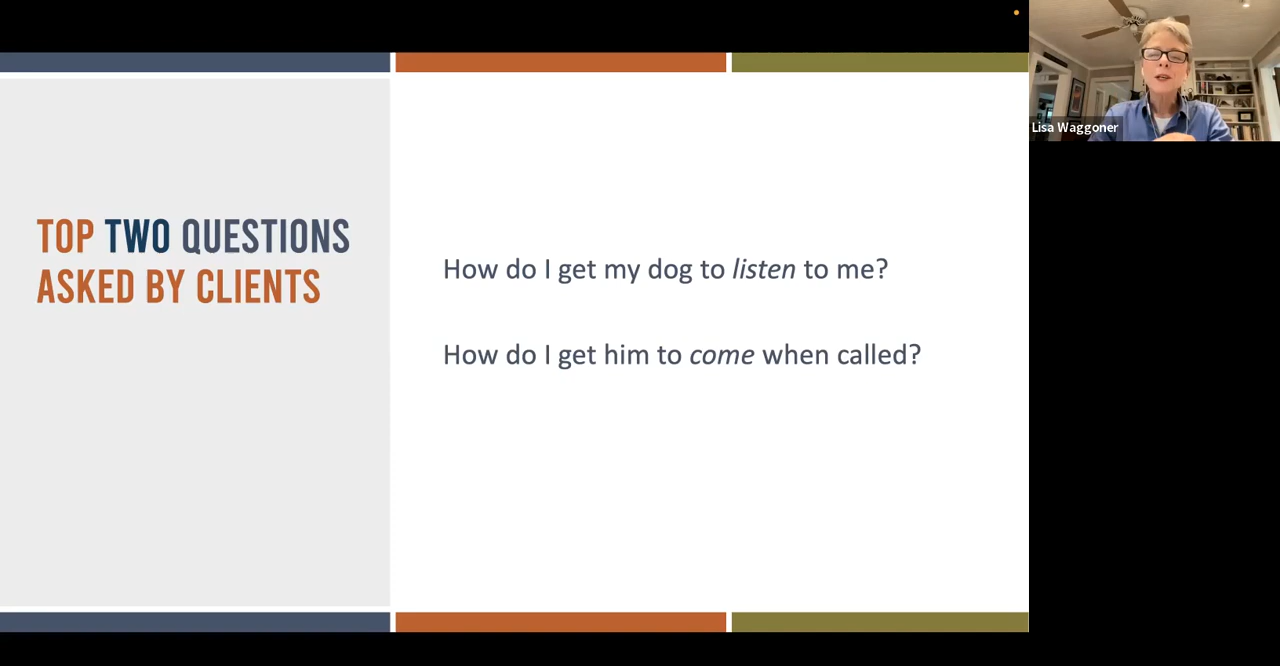 TOP TWO QUESTIONS
ASKED BY CLIENTS
How do I get my dog to listen to me?
How do I get him to come when called?
Lisa Waggoner